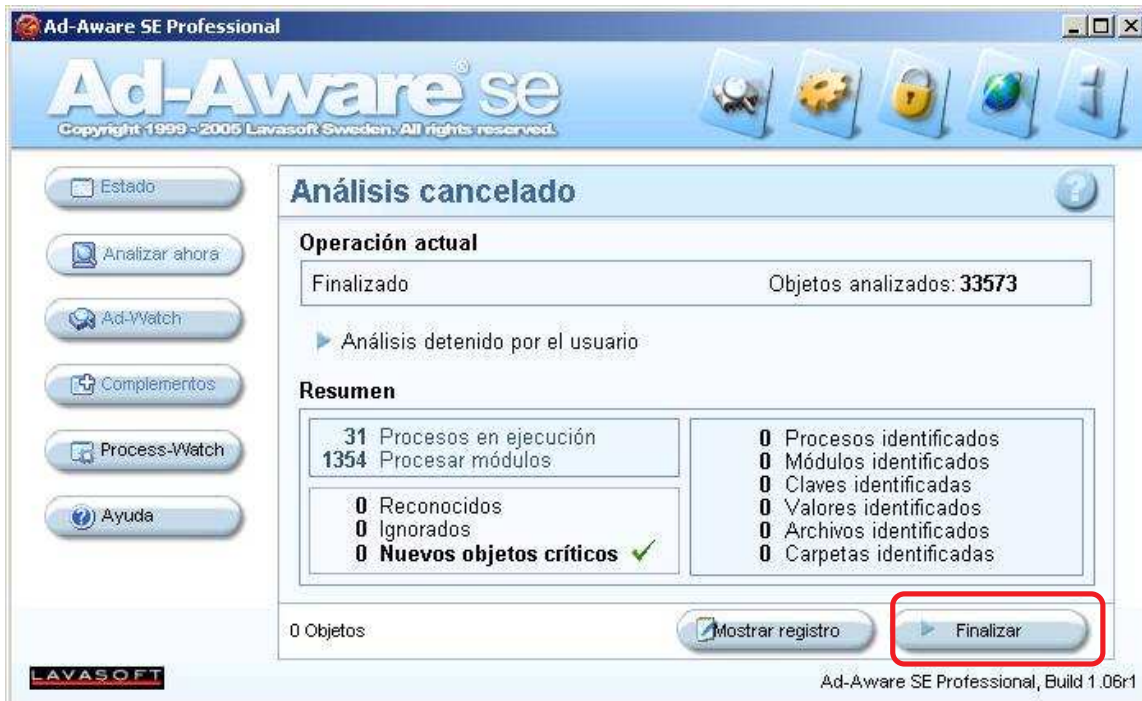 Ad-Aware SE Professional
Ad-Aware® se
Copyright 1999 - 2005 Lavasoft Sweden. All rights reserved.
Estado
Analizar ahora
Ad-Watch
Complementos
Process-Watch
Ayuda
Análisis cancelado
Operación actual
Finalizado Objetos analizados: 33573
Análisis detenido por el usuario
Resumen
31 Procesos en ejecución
1354 Procesar módulos
0 Reconocidos
0 Ignorados
0 Nuevos objetos críticos
0 Procesos identificados
0 Módulos identificados
0 Claves identificadas
0 Valores identificados
0 Archivos identificados
0 Carpetas identificadas
0 Objetos
Mostrar registro
Finalizar
LAVASOFT
Ad-Aware SE Professional, Build 1.06r1